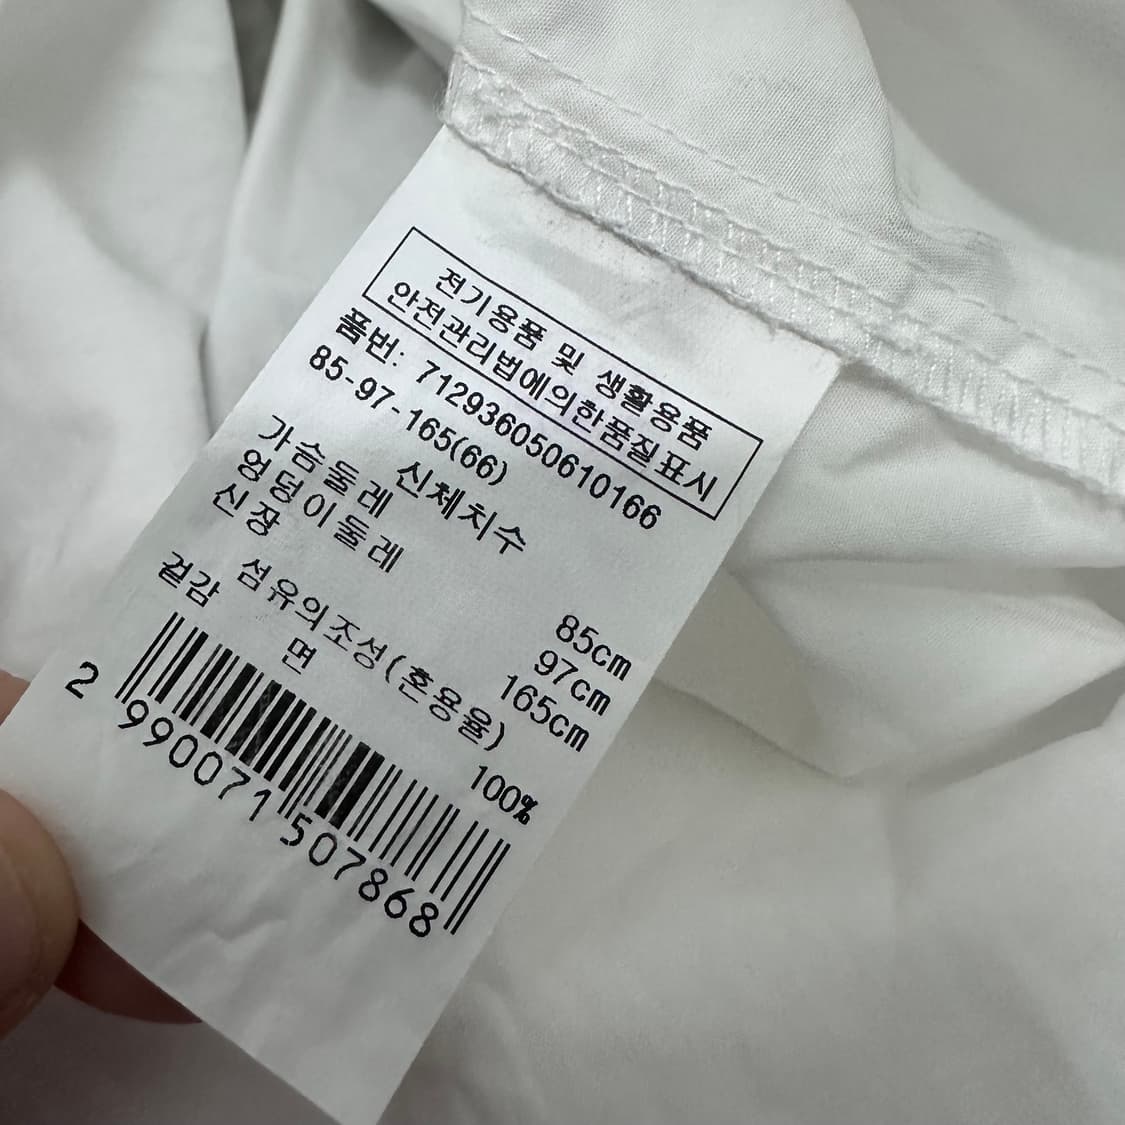 전기용품 및 생활용품
안전관리법에의한품질표시
품번: 7129360506​10166
85-97-165(66)
신체치수
가슴둘레 85cm
엉덩이둘레 97cm
신장 165cm
섬유의조성(혼용율)
겉감 면 100%
2 990071 507868